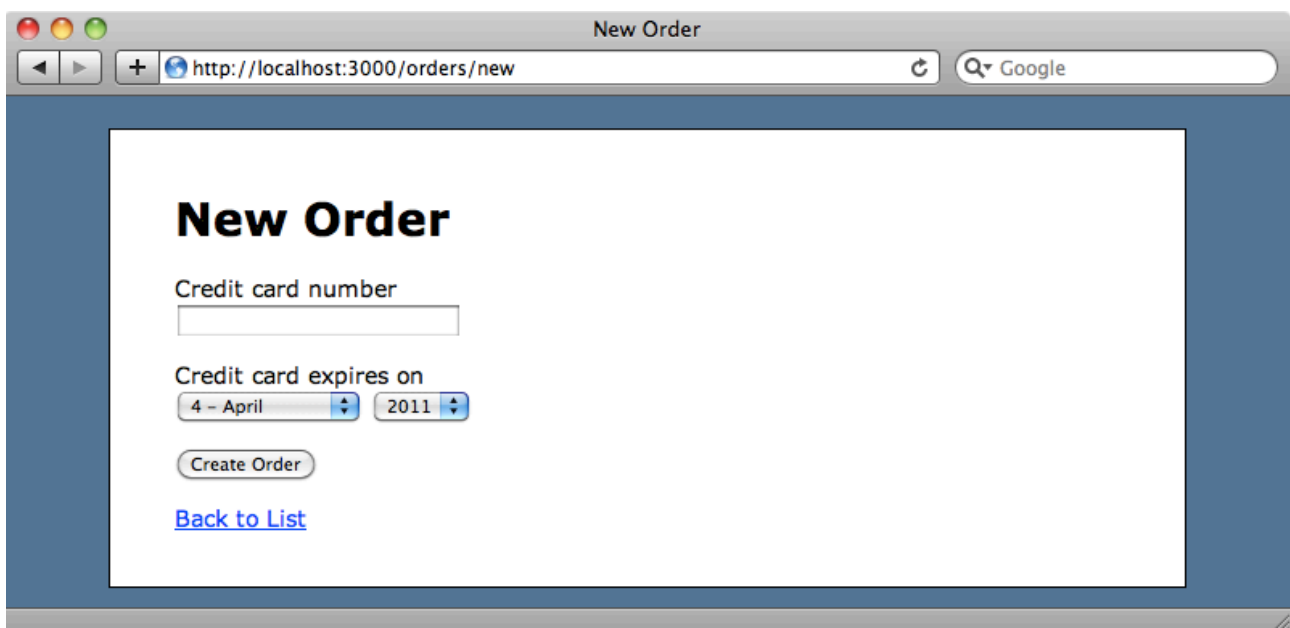 New Order
+ http://localhost:3000/orders/new Google
New Order
Credit card number
Credit card expires on
4 – April 2011
Create Order
Back to List